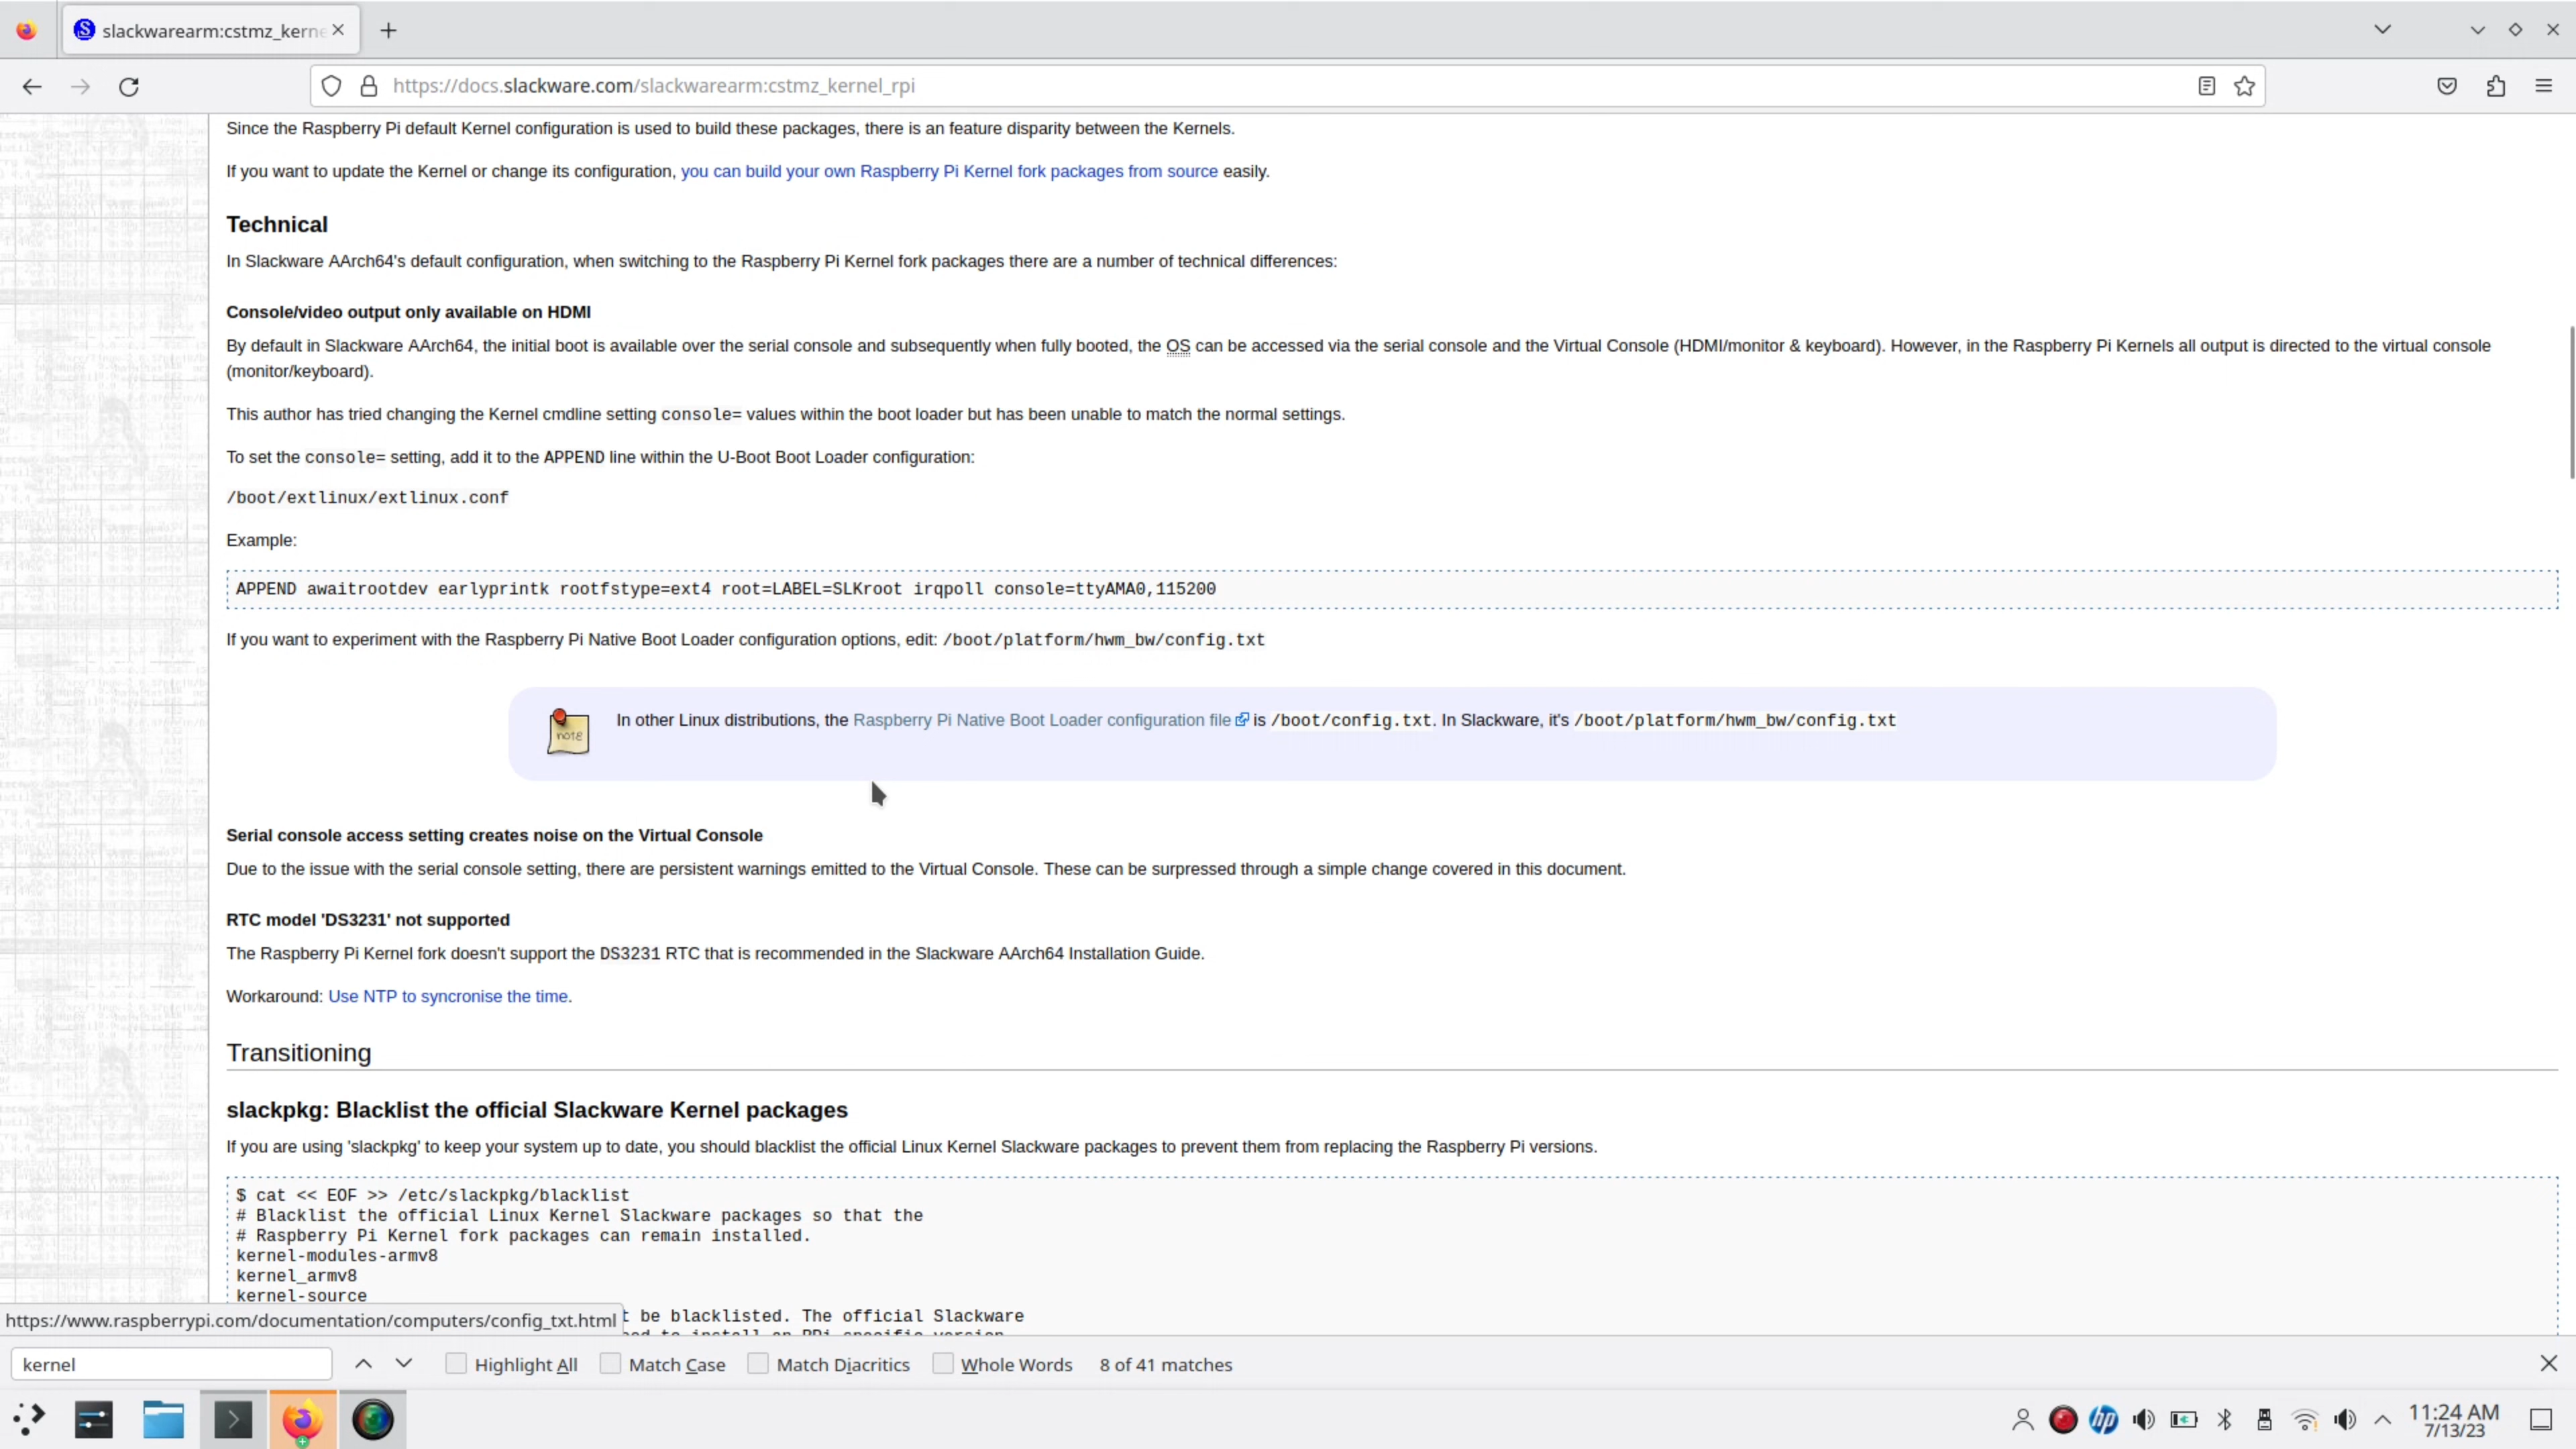 slackwarearm:cstmz_kerne
https://docs.slackware.com/slackwarearm:cstmz_kernel_rpi
Since the Raspberry Pi default Kernel configuration is used to build these packages, there is an feature disparity between the Kernels.
If you want to update the Kernel or change its configuration, you can build your own Raspberry Pi Kernel fork packages from source easily.
Technical
In Slackware AArch64's default configuration, when switching to the Raspberry Pi Kernel fork packages there are a number of technical differences:
Console/video output only available on HDMI
By default in Slackware AArch64, the initial boot is available over the serial console and subsequently when fully booted, the OS can be accessed via the serial console and the Virtual Console (HDMI/monitor & keyboard). However, in the Raspberry Pi Kernels all output is directed to the virtual console
(monitor/keyboard).
This author has tried changing the Kernel cmdline setting console= values within the boot loader but has been unable to match the normal settings.
To set the console= setting, add it to the APPEND line within the U-Boot Boot Loader configuration:
/boot/extlinux/extlinux.conf
Example:
APPEND awaitrootdev earlyprintk rootfstype=ext4 root=LABEL=SLKroot irqpoll console=ttyAMA0,115200
If you want to experiment with the Raspberry Pi Native Boot Loader configuration options, edit: /boot/platform/hwm_bw/config.txt
note
In other Linux distributions, the Raspberry Pi Native Boot Loader configuration file is /boot/config.txt. In Slackware, it's /boot/platform/hwm_bw/config.txt
Serial console access setting creates noise on the Virtual Console
Due to the issue with the serial console setting, there are persistent warnings emitted to the Virtual Console. These can be surpressed through a simple change covered in this document.
RTC model 'DS3231' not supported
The Raspberry Pi Kernel fork doesn't support the DS3231 RTC that is recommended in the Slackware AArch64 Installation Guide.
Workaround: Use NTP to syncronise the time.
Transitioning
slackpkg: Blacklist the official Slackware Kernel packages
If you are using 'slackpkg' to keep your system up to date, you should blacklist the official Linux Kernel Slackware packages to prevent them from replacing the Raspberry Pi versions.
$ cat << EOF >> /etc/slackpkg/blacklist
# Blacklist the official Linux Kernel Slackware packages so that the
# Raspberry Pi Kernel fork packages can remain installed.
kernel-modules-armv8
kernel_armv8
kernel-source
https://www.raspberrypi.com/documentation/computers/config_txt.html
t be blacklisted. The official Slackware
kernel
Highlight All
Match Case
Match Diacritics
Whole Words
8 of 41 matches
hp
11:24 AM
7/13/23